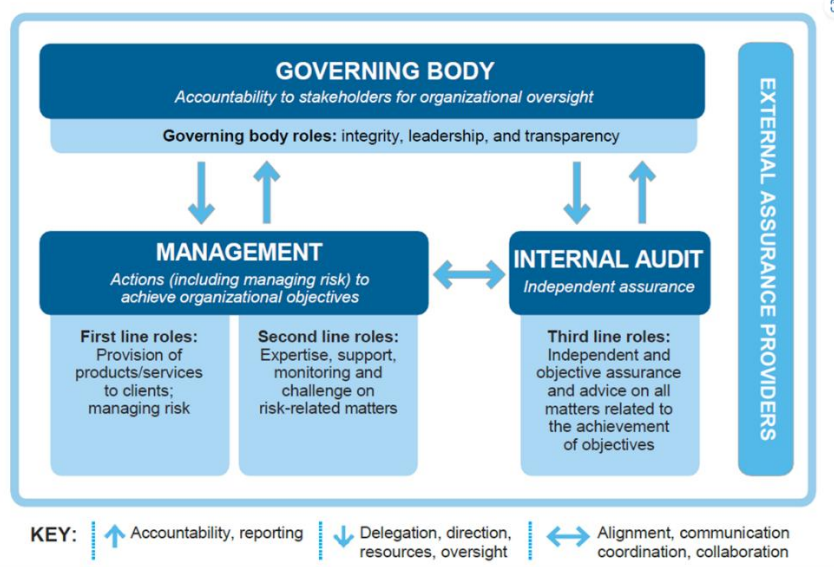 GOVERNING BODY
Accountability to stakeholders for organizational oversight
Governing body roles: integrity, leadership, and transparency
MANAGEMENT
Actions (including managing risk) to
achieve organizational objectives
First line roles:
Provision of
products/services
to clients;
managing risk
Second line roles:
Expertise, support,
monitoring and
challenge on
risk-related matters
INTERNAL AUDIT
Independent assurance
Third line roles:
Independent and
objective assurance
and advice on all
matters related to
the achievement
of objectives
EXTERNAL ASSURANCE PROVIDERS
KEY:
Accountability, reporting
Delegation, direction,
resources, oversight
Alignment, communication
coordination, collaboration